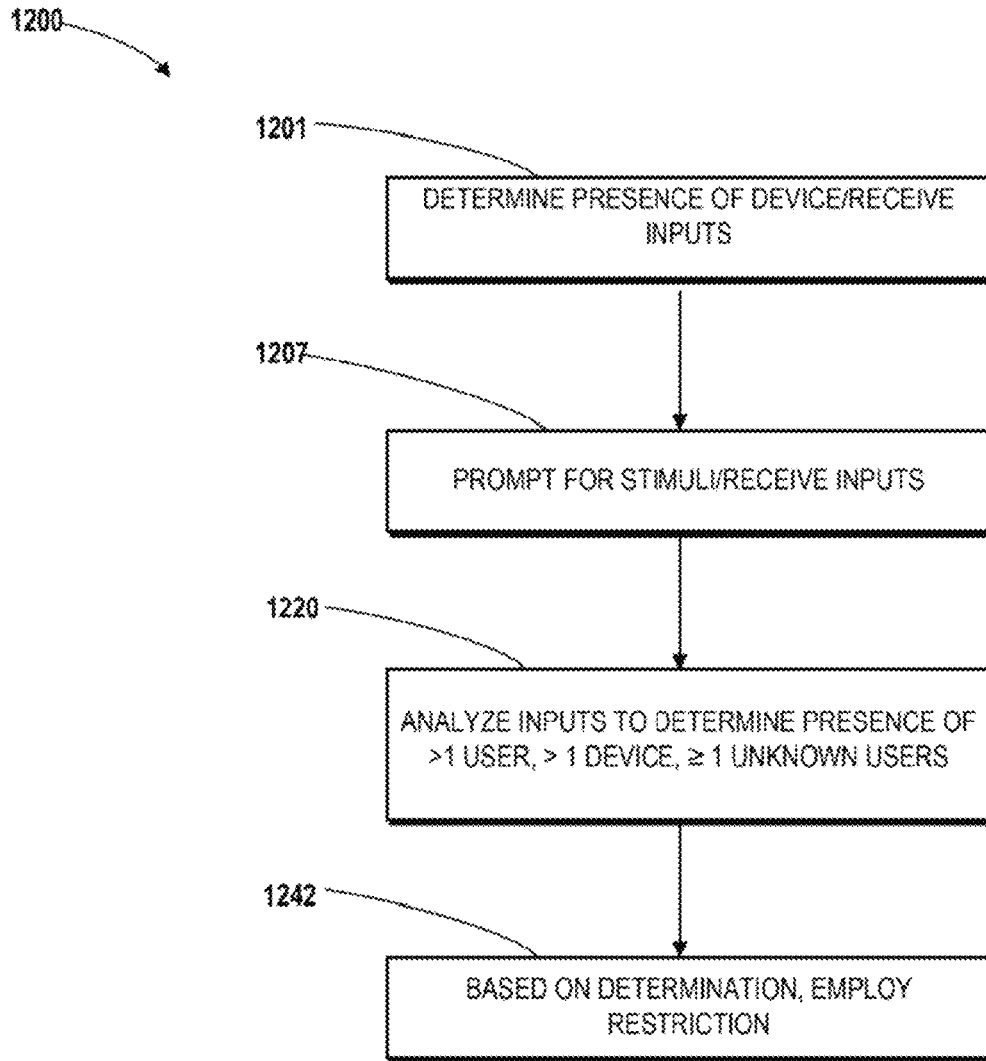 1200
1201
DETERMINE PRESENCE OF DEVICE/RECEIVE
INPUTS
1207
PROMPT FOR STIMULI/RECEIVE INPUTS
1220
ANALYZE INPUTS TO DETERMINE PRESENCE OF
>1 USER, > 1 DEVICE, ≥ 1 UNKNOWN USERS
1242
BASED ON DETERMINATION, EMPLOY
RESTRICTION